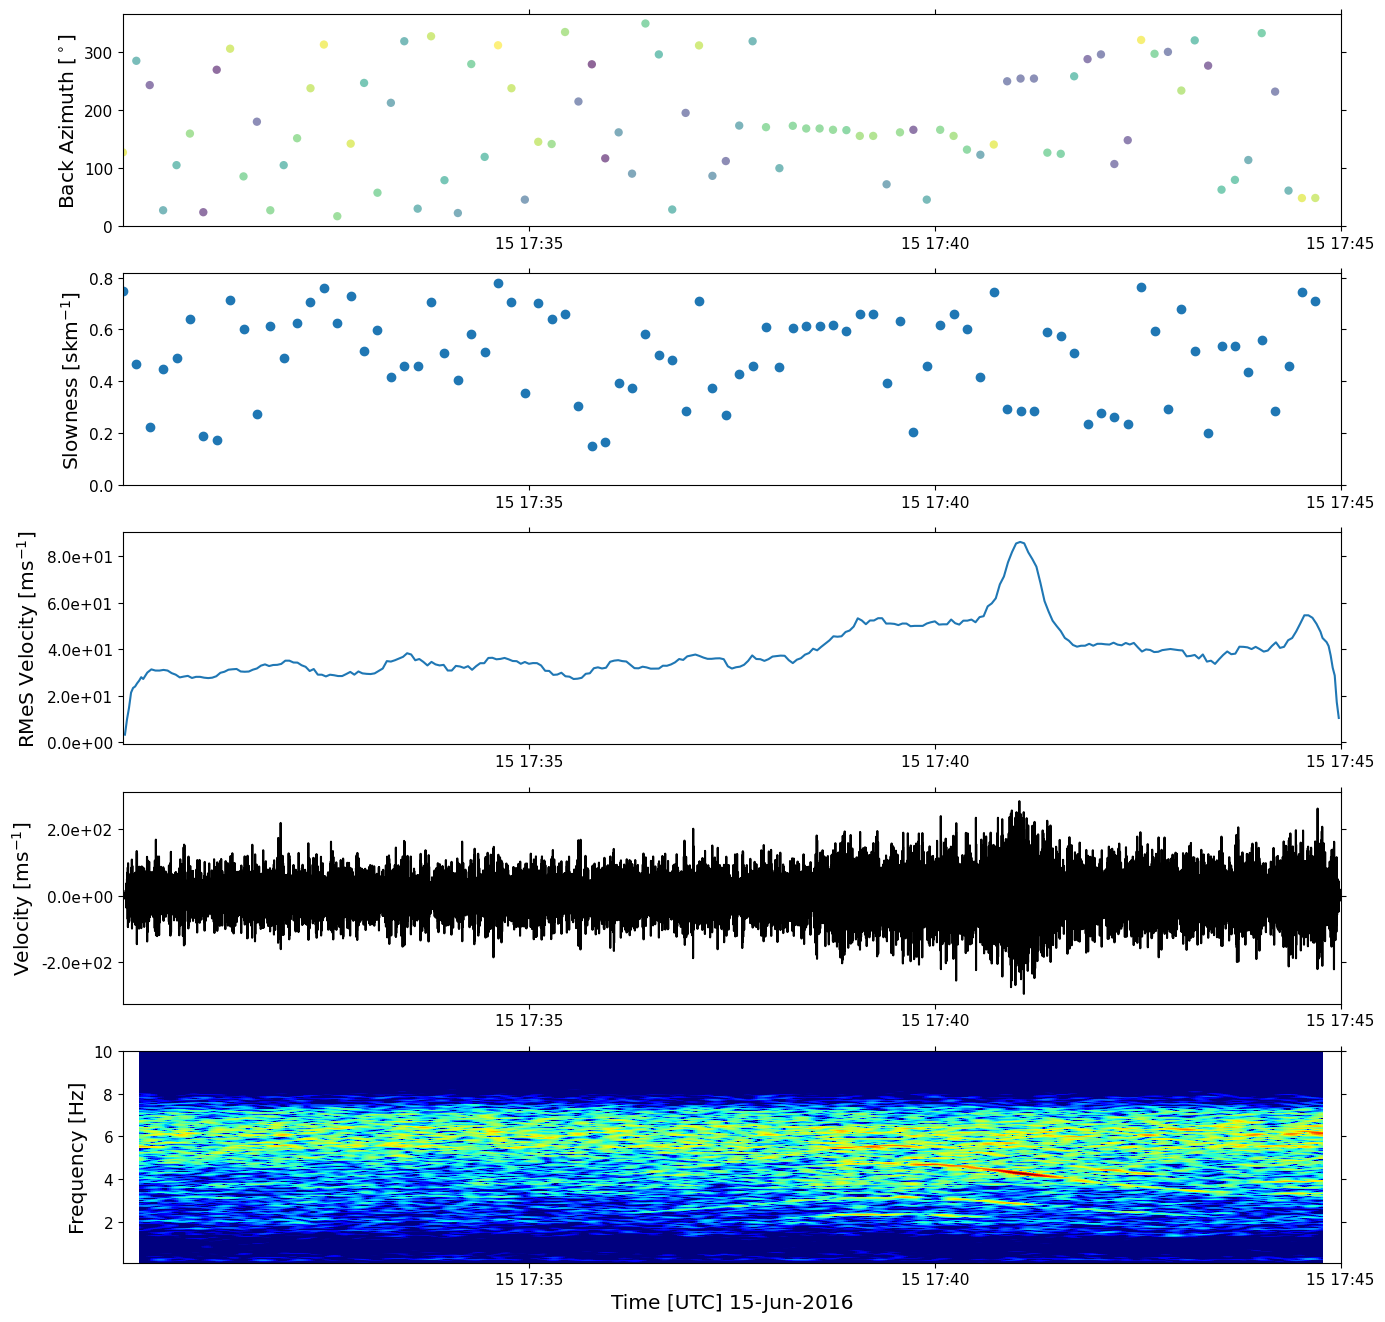 Back Azimuth [°]
300
200
100
0
15 17:35
15 17:40
15 17:45
Slowness [skm⁻¹]
0.8
0.6
0.4
0.2
0.0
15 17:35
15 17:40
15 17:45
RMeS Velocity [ms⁻¹]
8.0e+01
6.0e+01
4.0e+01
2.0e+01
0.0e+00
15 17:35
15 17:40
15 17:45
Velocity [ms⁻¹]
2.0e+02
0.0e+00
-2.0e+02
15 17:35
15 17:40
15 17:45
Frequency [Hz]
10
8
6
4
2
15 17:35
15 17:40
15 17:45
Time [UTC] 15-Jun-2016